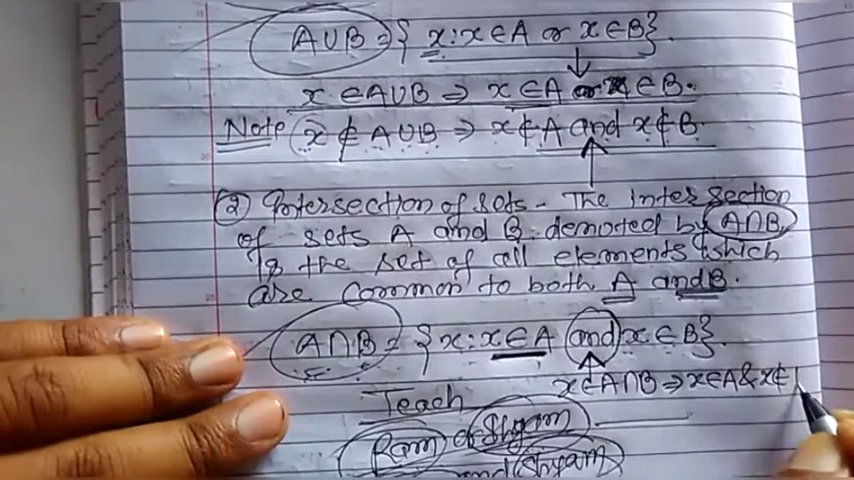 A∪B = { x : x ∈ A or x ∈ B }.
x ∈ A∪B ⇒ x ∈ A or x ∈ B.
Note x ∉ A∪B ⇒ x ∉ A and x ∉ B.
(2) Intersection of sets - The intersection
of sets A and B denoted by A∩B,
is the set of all elements which
are common to both A and B.
A∩B = { x : x ∈ A and x ∈ B }.
x ∈ A∩B ⇒ x ∈ A & x ∉
Teach
Ram or Shyam
and Shyam